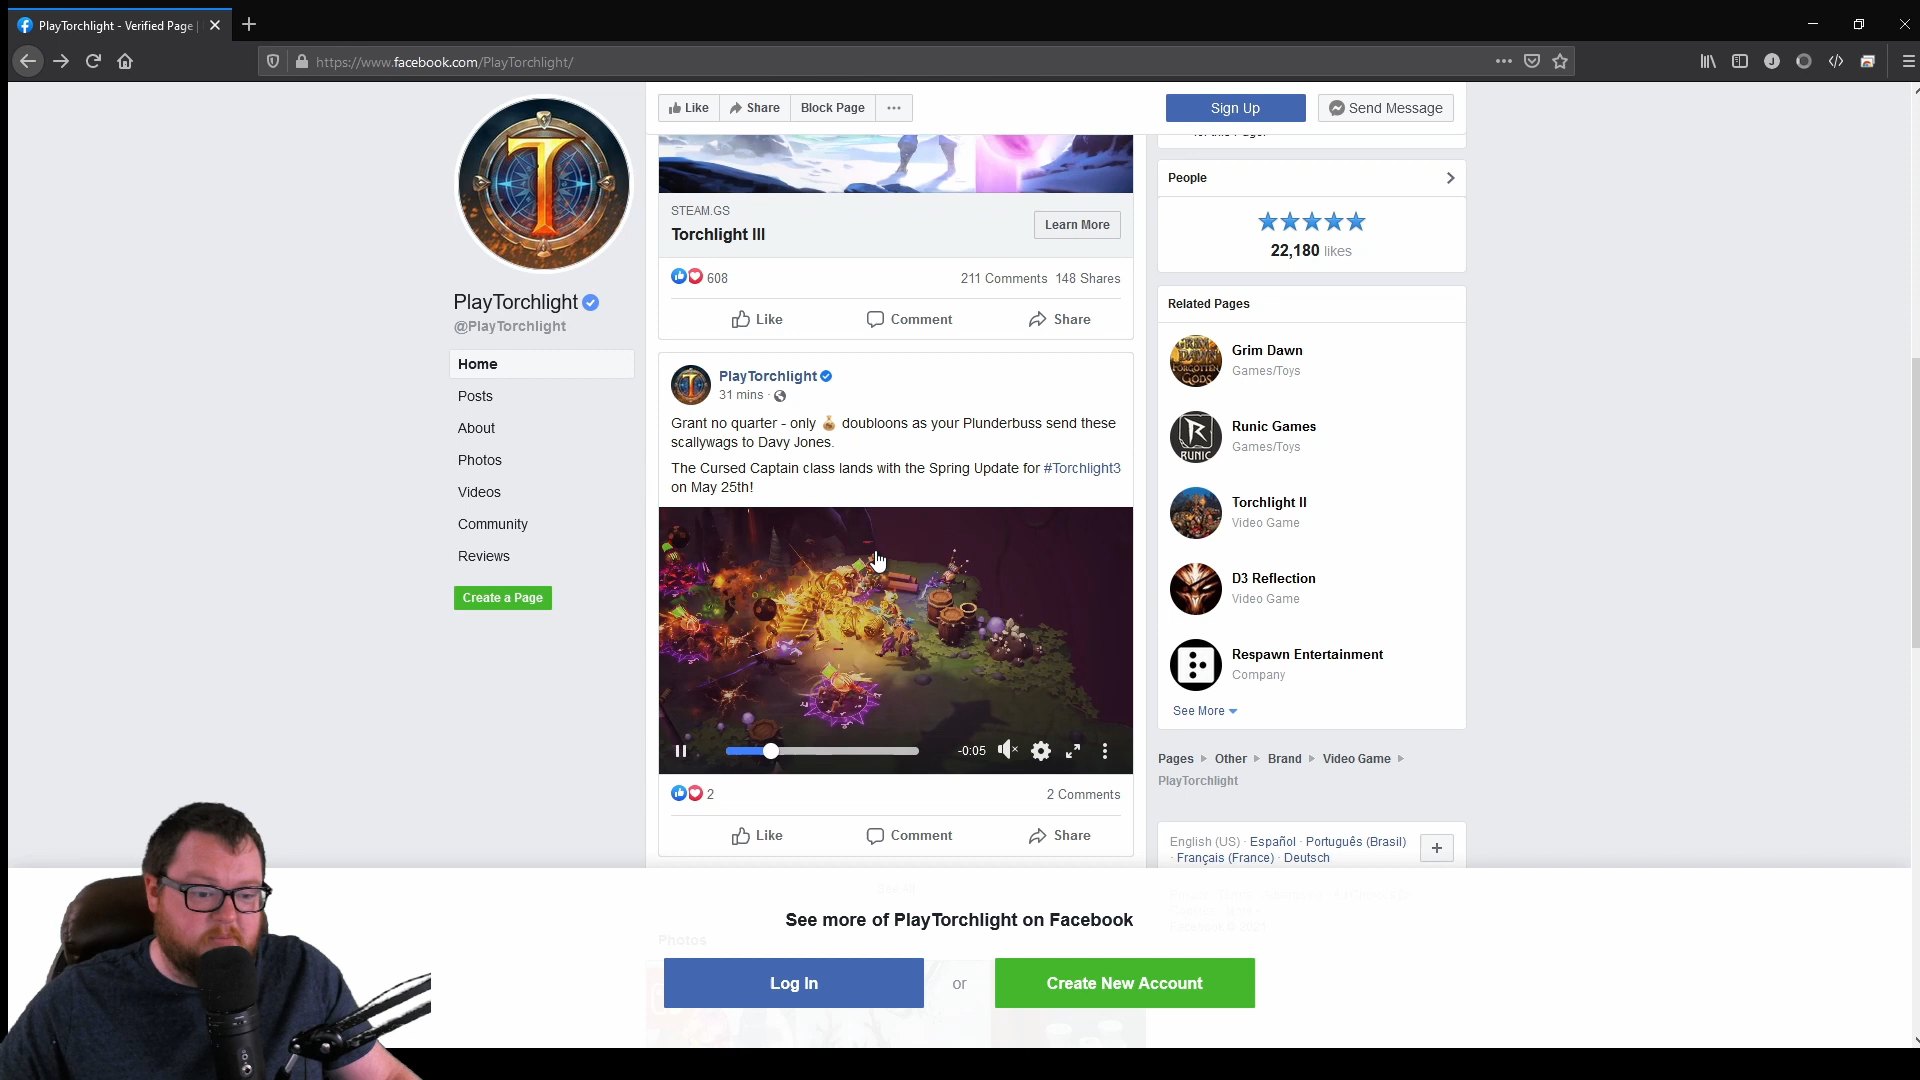 PlayTorchlight - Verified Page |
https://www.facebook.com/PlayTorchlight/
Like
Share
Block Page
Sign Up
Send Message
STEAM.GS
Torchlight III
Learn More
608
211 Comments 148 Shares
Like
Comment
Share
People
22,180 likes
PlayTorchlight
@PlayTorchlight
Home
Posts
About
Photos
Videos
Community
Reviews
Create a Page
PlayTorchlight
31 mins ·
Grant no quarter - only doubloons as your Plunderbuss send these
scallywags to Davy Jones.
The Cursed Captain class lands with the Spring Update for #Torchlight3
on May 25th!
-0:05
2
2 Comments
Like
Comment
Share
Related Pages
GRIM DAWN FORGOTTEN GODS
Grim Dawn
Games/Toys
R RUNIC
Runic Games
Games/Toys
Torchlight II
Video Game
D3 Reflection
Video Game
Respawn Entertainment
Company
See More
Pages Other Brand Video Game
PlayTorchlight
English (US) · Español · Português (Brasil)
· Français (France) · Deutsch
See All
Photos
See more of PlayTorchlight on Facebook
Log In
or
Create New Account